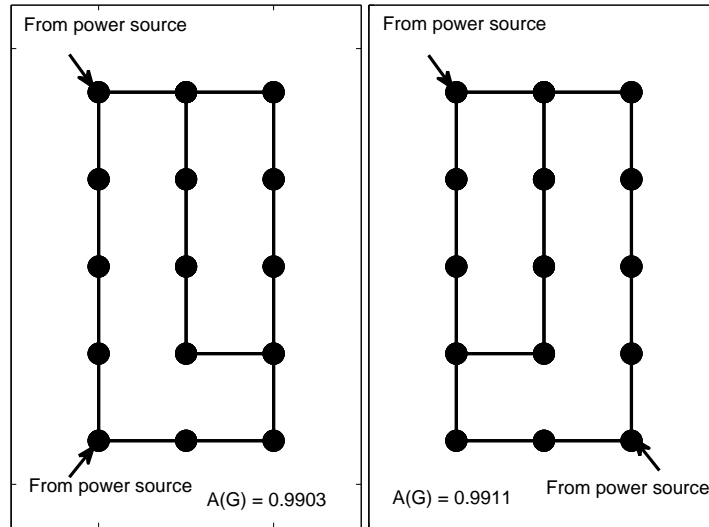 From power source
From power source
A(G) = 0.9903
From power source
From power source
A(G) = 0.9911